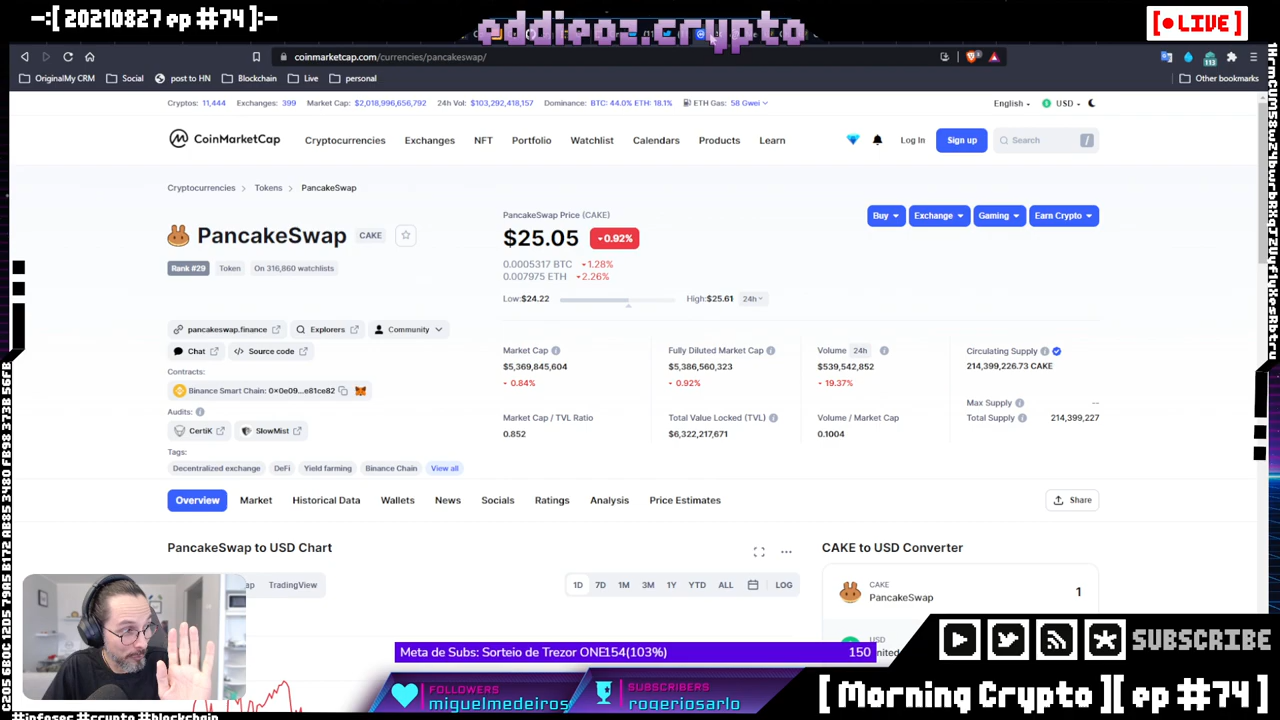 -:[ 20210827 ep #74 ]:-
eddieoz.crypto
[● LIVE ]
coinmarketcap.com/currencies/pancakeswap/
113
OriginalMy CRM
Social
post to HN
Blockchain
Live
personal
Other bookmarks
Cryptos: 11,444
Exchanges: 399
Market Cap: $2,018,996,656,792
24h Vol: $103,292,418,157
Dominance: BTC: 44.0% ETH: 18.1%
ETH Gas: 58 Gwei
English
USD
CoinMarketCap
Cryptocurrencies
Exchanges
NFT
Portfolio
Watchlist
Calendars
Products
Learn
Log In
Sign up
Search
/
Cryptocurrencies > Tokens > PancakeSwap
PancakeSwap
CAKE
PancakeSwap Price (CAKE)
$25.05
0.92%
0.0005317 BTC 1.28%
0.007975 ETH 2.26%
Low: $24.22
High: $25.61
24h
Buy
Exchange
Gaming
Earn Crypto
Rank #29
Token
On 316,860 watchlists
pancakeswap.finance
Explorers
Community
Chat
Source code
Contracts:
Binance Smart Chain: 0x0e09...e81ce82
Audits:
CertiK
SlowMist
Tags:
Decentralized exchange
DeFi
Yield farming
Binance Chain
View all
Market Cap
$5,369,845,604
0.84%
Fully Diluted Market Cap
$5,386,560,323
0.92%
Volume 24h
$539,542,852
19.37%
Circulating Supply
214,399,226.73 CAKE
Max Supply
--
Total Supply
214,399,227
Market Cap / TVL Ratio
0.852
Total Value Locked (TVL)
$6,322,217,671
Volume / Market Cap
0.1004
Overview
Market
Historical Data
Wallets
News
Socials
Ratings
Analysis
Price Estimates
Share
PancakeSwap to USD Chart
TradingView
1D
7D
1M
3M
1Y
YTD
ALL
LOG
CAKE to USD Converter
CAKE
PancakeSwap
1
USD
Meta de Subs: Sorteio de Trezor ONE154(103%)
150
FOLLOWERS
miguelmedeiros
SUBSCRIBERS
rogeriosarlo
SUBSCRIBE
[ Morning Crypto ][ ep #74 ]
#infosec #crypto #blockchain